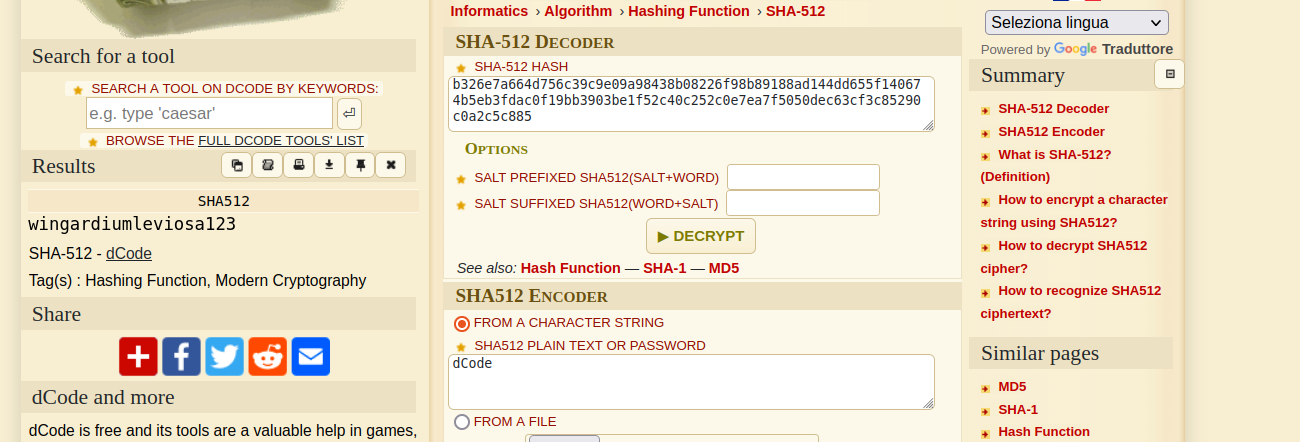 Informatics › Algorithm › Hashing Function › SHA-512
Search for a tool
SEARCH A TOOL ON DCODE BY KEYWORDS:
e.g. type 'caesar'
BROWSE THE FULL DCODE TOOLS' LIST
Results
SHA512
wingardiumleviosa123
SHA-512 - dCode
Tag(s) : Hashing Function, Modern Cryptography
Share
dCode and more
dCode is free and its tools are a valuable help in games,
SHA-512 DECODER
SHA-512 HASH
b326e7a664d756c39c9e09a98438b08226f98b89188ad144dd655f14067
4b5eb3fdac0f19bb3903be1f52c40c252c0e7ea7f5050dec63cf3c85290
c0a2c5c885
OPTIONS
SALT PREFIXED SHA512(SALT+WORD)
SALT SUFFIXED SHA512(WORD+SALT)
▶ DECRYPT
See also: Hash Function — SHA-1 — MD5
SHA512 ENCODER
FROM A CHARACTER STRING
SHA512 PLAIN TEXT OR PASSWORD
dCode
FROM A FILE
Seleziona lingua
Powered by Google Traduttore
Summary
SHA-512 Decoder
SHA512 Encoder
What is SHA-512?
(Definition)
How to encrypt a character
string using SHA512?
How to decrypt SHA512
cipher?
How to recognize SHA512
ciphertext?
Similar pages
MD5
SHA-1
Hash Function